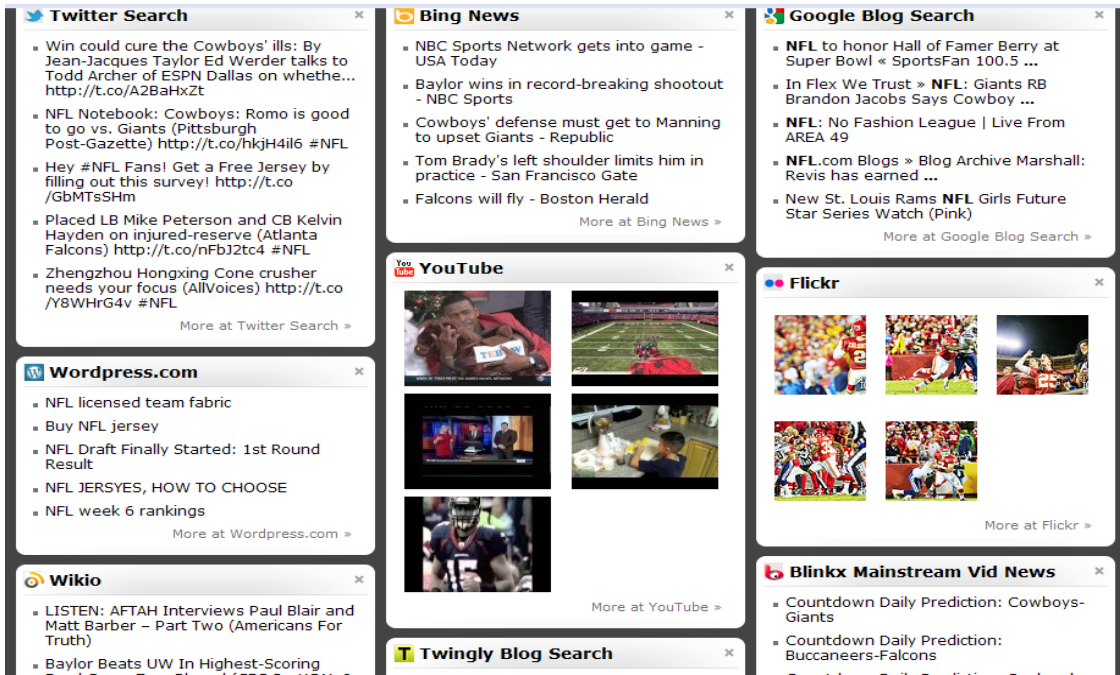 Twitter Search
Win could cure the Cowboys' ills: By
Jean-Jacques Taylor Ed Werder talks to
Todd Archer of ESPN Dallas on whethe...
http://t.co/A2BaHxZt
NFL Notebook: Cowboys: Romo is good
to go vs. Giants (Pittsburgh
Post-Gazette) http://t.co/hkjH4il6 #NFL
Hey #NFL Fans! Get a Free Jersey by
filling out this survey! http://t.co
/GbMTsSHm
Placed LB Mike Peterson and CB Kelvin
Hayden on injured-reserve (Atlanta
Falcons) http://t.co/nFbJ2tc4 #NFL
Zhengzhou Hongxing Cone crusher
needs your focus (AllVoices) http://t.co
/Y8WHrG4v #NFL
More at Twitter Search »
Wordpress.com
NFL licensed team fabric
Buy NFL jersey
NFL Draft Finally Started: 1st Round
Result
NFL JERSYES, HOW TO CHOOSE
NFL week 6 rankings
More at Wordpress.com »
Wikio
LISTEN: AFTAH Interviews Paul Blair and
Matt Barber – Part Two (Americans For
Truth)
Baylor Beats UW In Highest-Scoring
Bing News
NBC Sports Network gets into game -
USA Today
Baylor wins in record-breaking shootout
- NBC Sports
Cowboys' defense must get to Manning
to upset Giants - Republic
Tom Brady's left shoulder limits him in
practice - San Francisco Gate
Falcons will fly - Boston Herald
More at Bing News »
You
Tube
YouTube
More at YouTube »
T
Twingly Blog Search
Google Blog Search
NFL to honor Hall of Famer Berry at
Super Bowl « SportsFan 100.5 ...
In Flex We Trust » NFL: Giants RB
Brandon Jacobs Says Cowboy ...
NFL: No Fashion League | Live From
AREA 49
NFL.com Blogs » Blog Archive Marshall:
Revis has earned ...
New St. Louis Rams NFL Girls Future
Star Series Watch (Pink)
More at Google Blog Search »
Flickr
More at Flickr »
Blinkx Mainstream Vid News
Countdown Daily Prediction: Cowboys-
Giants
Countdown Daily Prediction:
Buccaneers-Falcons